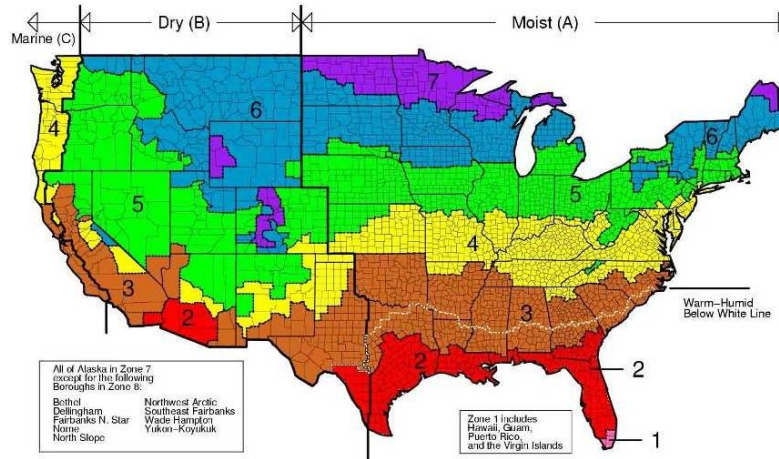 Marine (C)
Dry (B)
Moist (A)
7
6
6
4
5
5
4
3
3
2
2
Warm-Humid
Below White Line
2
1
All of Alaska in Zone 7
except for the following
Boroughs in Zone 8:
Bethel
Dellingham
Fairbanks N. Star
Nome
North Slope
Northwest Arctic
Southeast Fairbanks
Wade Hampton
Yukon-Koyukuk
Zone 1 includes
Hawaii, Guam,
Puerto Rico,
and the Virgin Islands